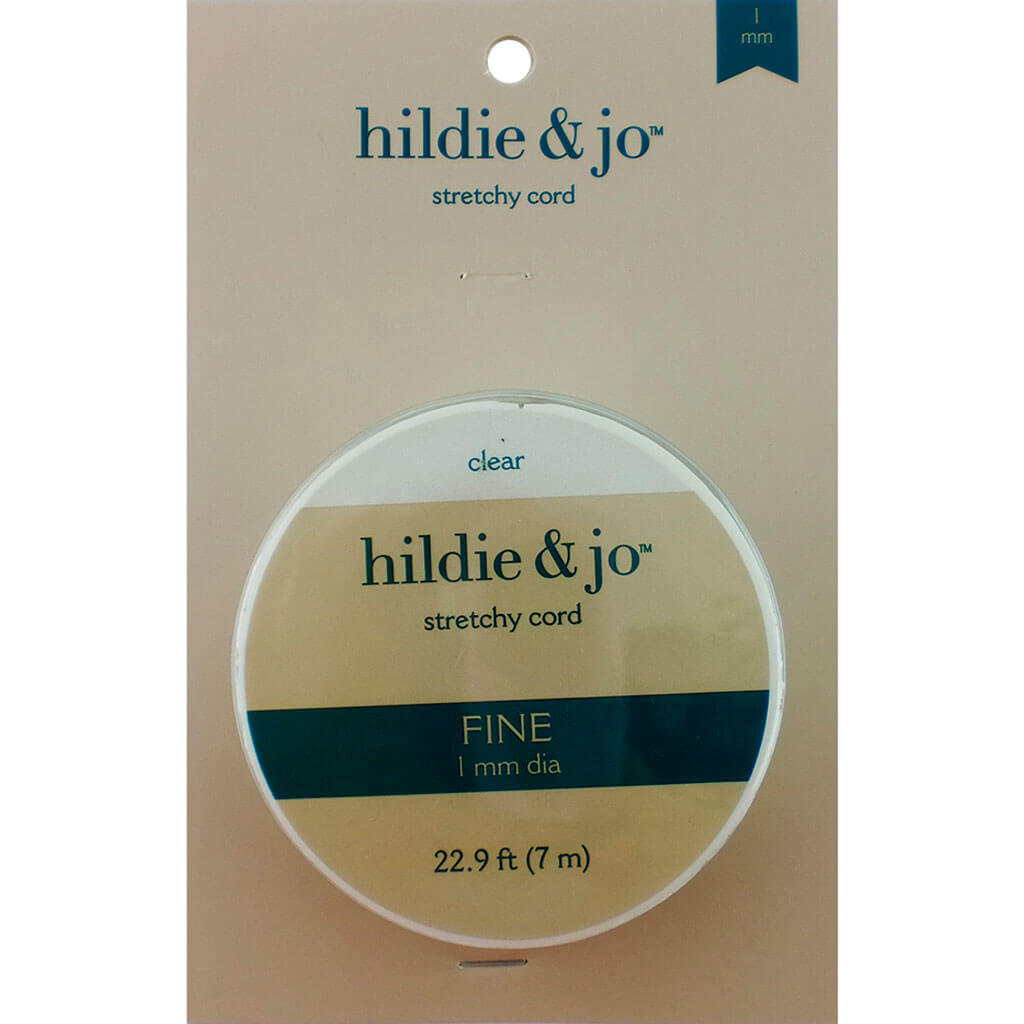 1
mm
hildie & jo™
stretchy cord
clear
hildie & jo™
stretchy cord
FINE
1 mm dia
22.9 ft (7 m)